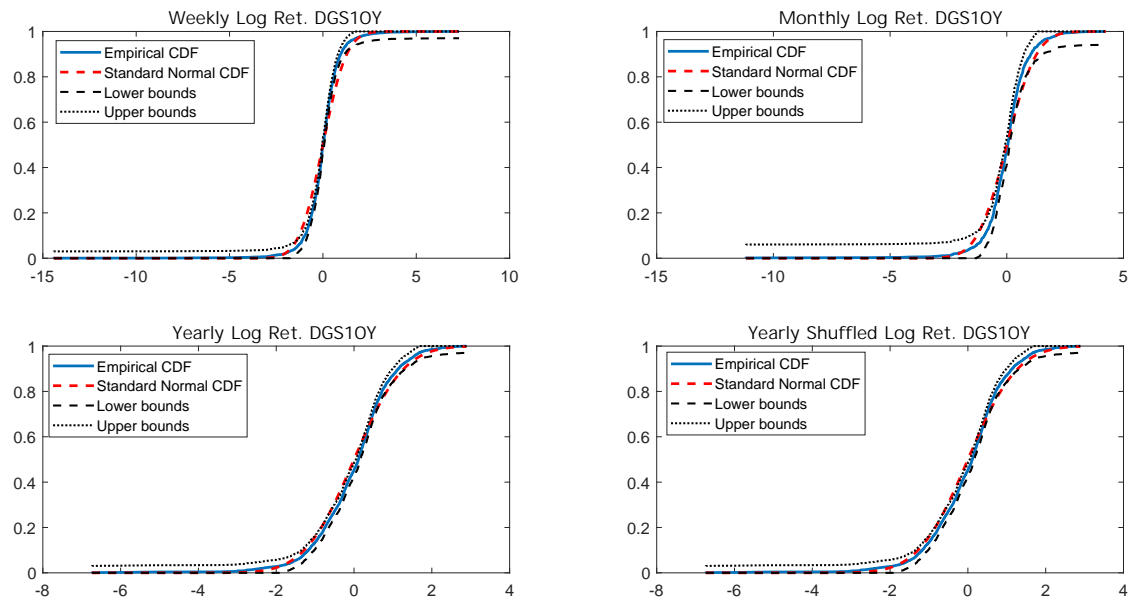 Weekly Log Ret. DGS10Y
1
0.8
0.6
0.4
0.2
0
-15
-10
-5
0
5
10
Empirical CDF
Standard Normal CDF
Lower bounds
Upper bounds
Monthly Log Ret. DGS10Y
1
0.8
0.6
0.4
0.2
0
-15
-10
-5
0
5
Empirical CDF
Standard Normal CDF
Lower bounds
Upper bounds
Yearly Log Ret. DGS10Y
1
0.8
0.6
0.4
0.2
0
-8
-6
-4
-2
0
2
4
Empirical CDF
Standard Normal CDF
Lower bounds
Upper bounds
Yearly Shuffled Log Ret. DGS10Y
1
0.8
0.6
0.4
0.2
0
-8
-6
-4
-2
0
2
4
Empirical CDF
Standard Normal CDF
Lower bounds
Upper bounds